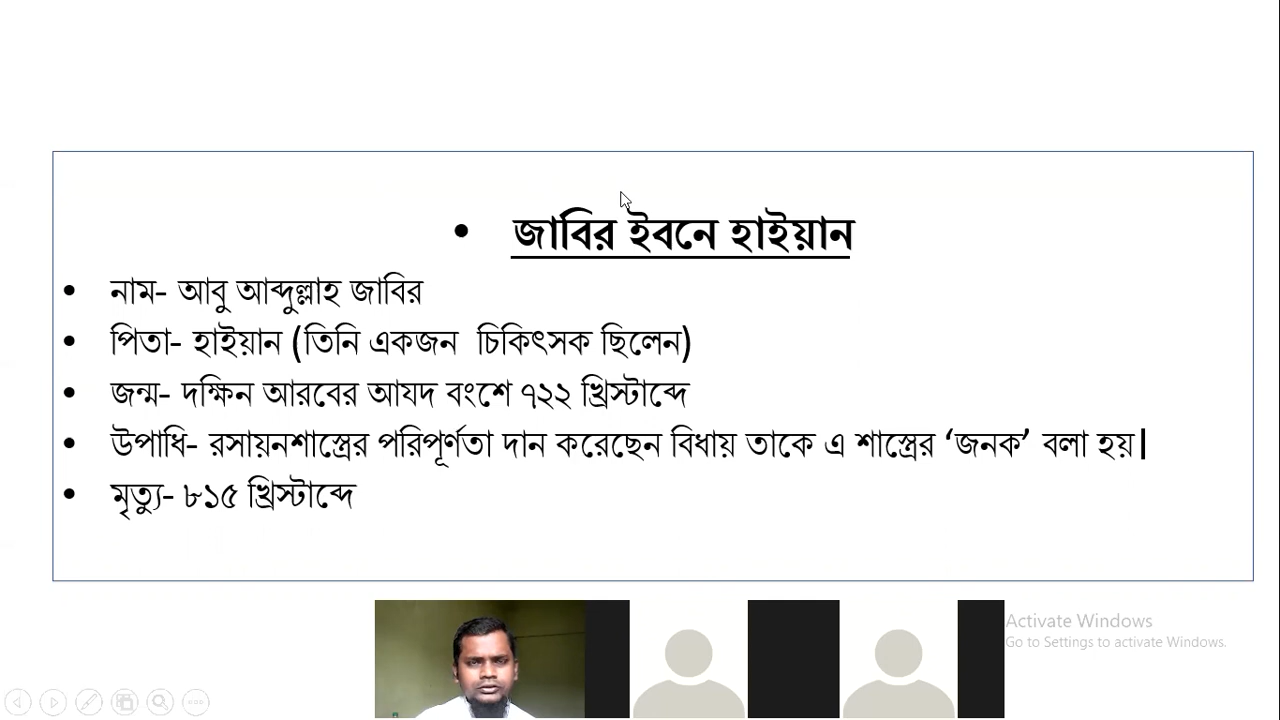 • জাবির ইবনে হাইয়ান
• নাম- আবু আব্দুল্লাহ জাবির
• পিতা- হাইয়ান (তিনি একজন চিকিৎসক ছিলেন)
• জন্ম- দক্ষিন আরবের আযদ বংশে ৭২২ খ্রিস্টাব্দে
• উপাধি- রসায়নশাস্ত্রের পরিপূর্ণতা দান করেছেন বিধায় তাকে এ শাস্ত্রের ‘জনক’ বলা হয়|
• মৃত্যু- ৮১৫ খ্রিস্টাব্দে
Activate Windows
Go to Settings to activate Windows.